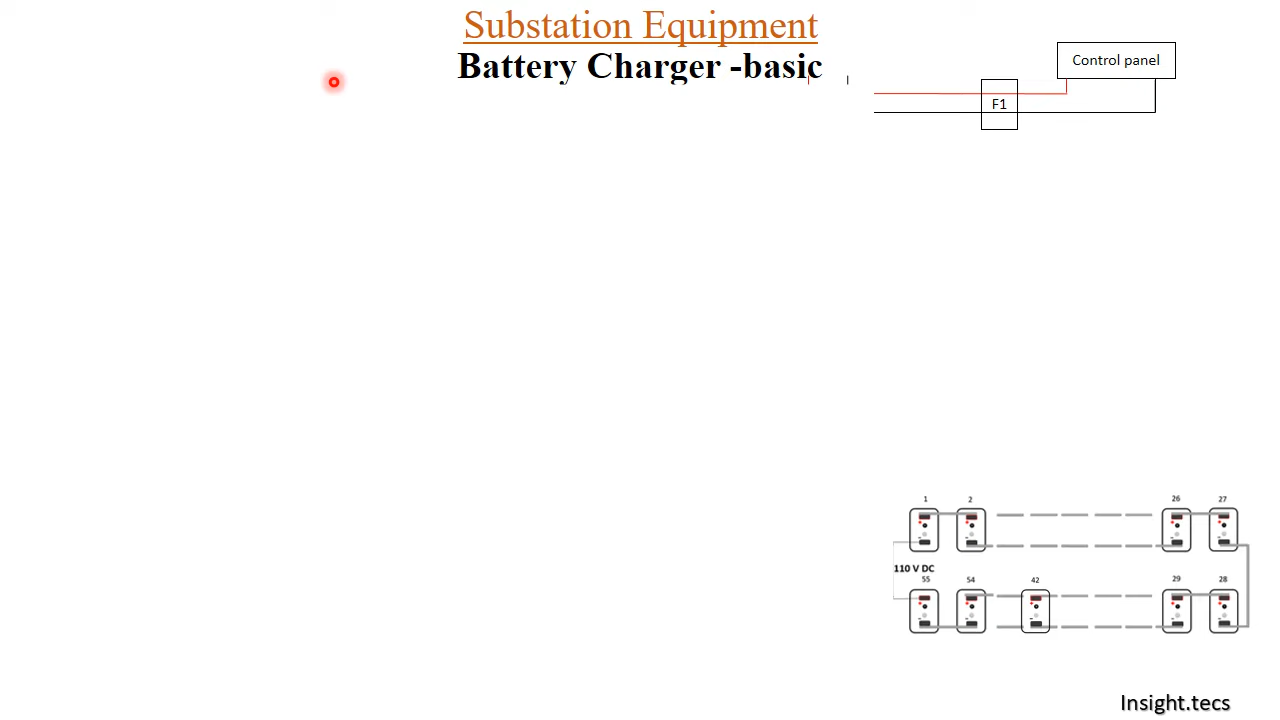 Substation Equipment
Battery Charger -basic
Control panel
F1
1 2 26 27
110 V DC
55 54 42 29 28
Insight.tecs